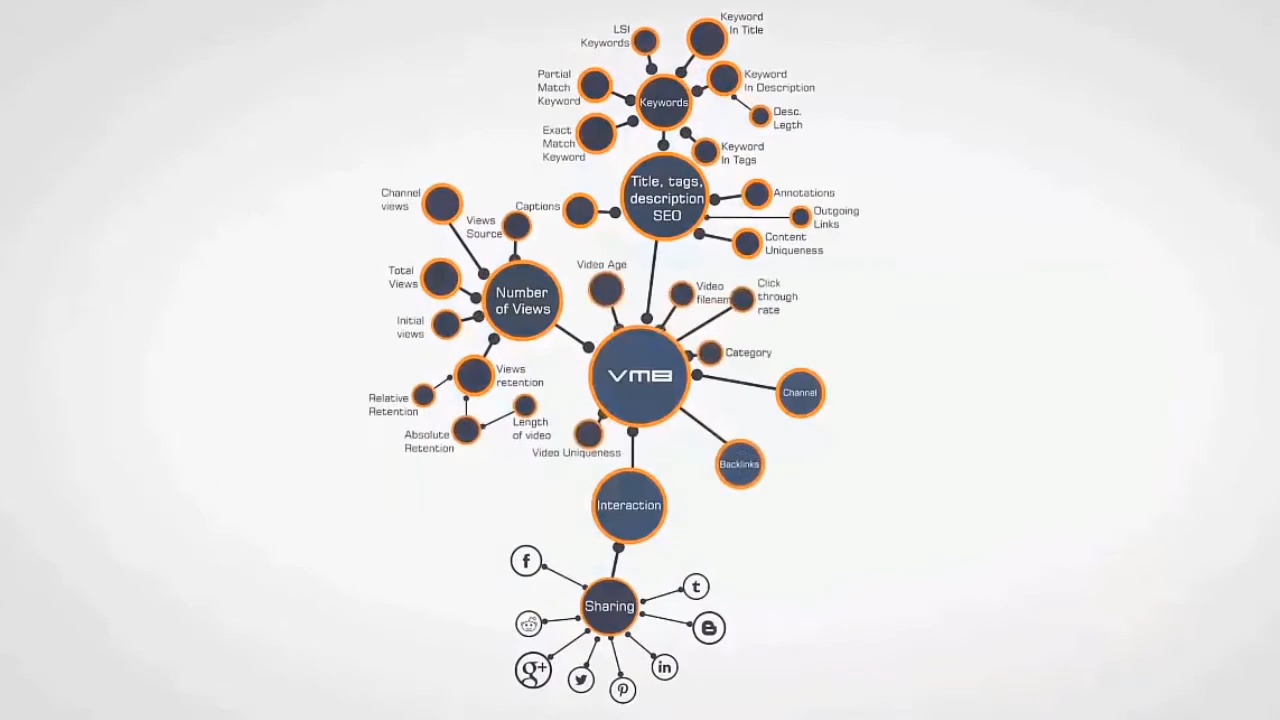 LSI
Keywords
Keyword
In Title
Partial
Match
Keyword
Keywords
Keyword
In Description
Desc.
Legth
Exact
Match
Keyword
Keyword
In Tags
Title, tags,
description
SEO
Captions
Annotations
Outgoing
Links
Content
Uniqueness
Channel
views
Views
Source
Total
Views
Number
of Views
Initial
views
Video Age
Video
filenam
Click
through
rate
VMB
Category
Channel
Backlinks
Views
retention
Relative
Retention
Absolute
Retention
Length
of video
Video Uniqueness
Interaction
Sharing
f
t
B
g+
in